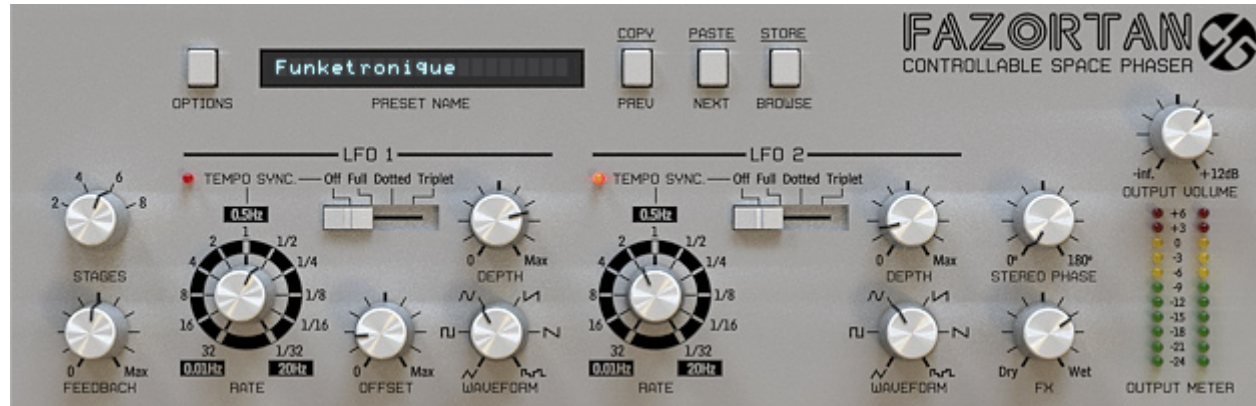 FAZORTAN
CONTROLLABLE SPACE PHASER
COPY PASTE STORE
Funketronique
OPTIONS PRESET NAME PREV NEXT BROWSE
LFO 1
TEMPO SYNC. Off Full Dotted Triplet
0.5Hz
32 16 8 4 2 1 1/2 1/4 1/8 1/16 1/32
0.01Hz 20Hz
RATE
0 Max
OFFSET
0 Max
DEPTH
WAVEFORM
LFO 2
TEMPO SYNC. Off Full Dotted Triplet
0.5Hz
32 16 8 4 2 1 1/2 1/4 1/8 1/16 1/32
0.01Hz 20Hz
RATE
0 Max
DEPTH
WAVEFORM
2 4 6 8
STAGES
0 Max
FEEDBACK
0° 180°
STEREO PHASE
Dry Wet
FX
-inf. +12dB
OUTPUT VOLUME
+6
+3
0
-3
-6
-9
-12
-15
-18
-21
-24
OUTPUT METER